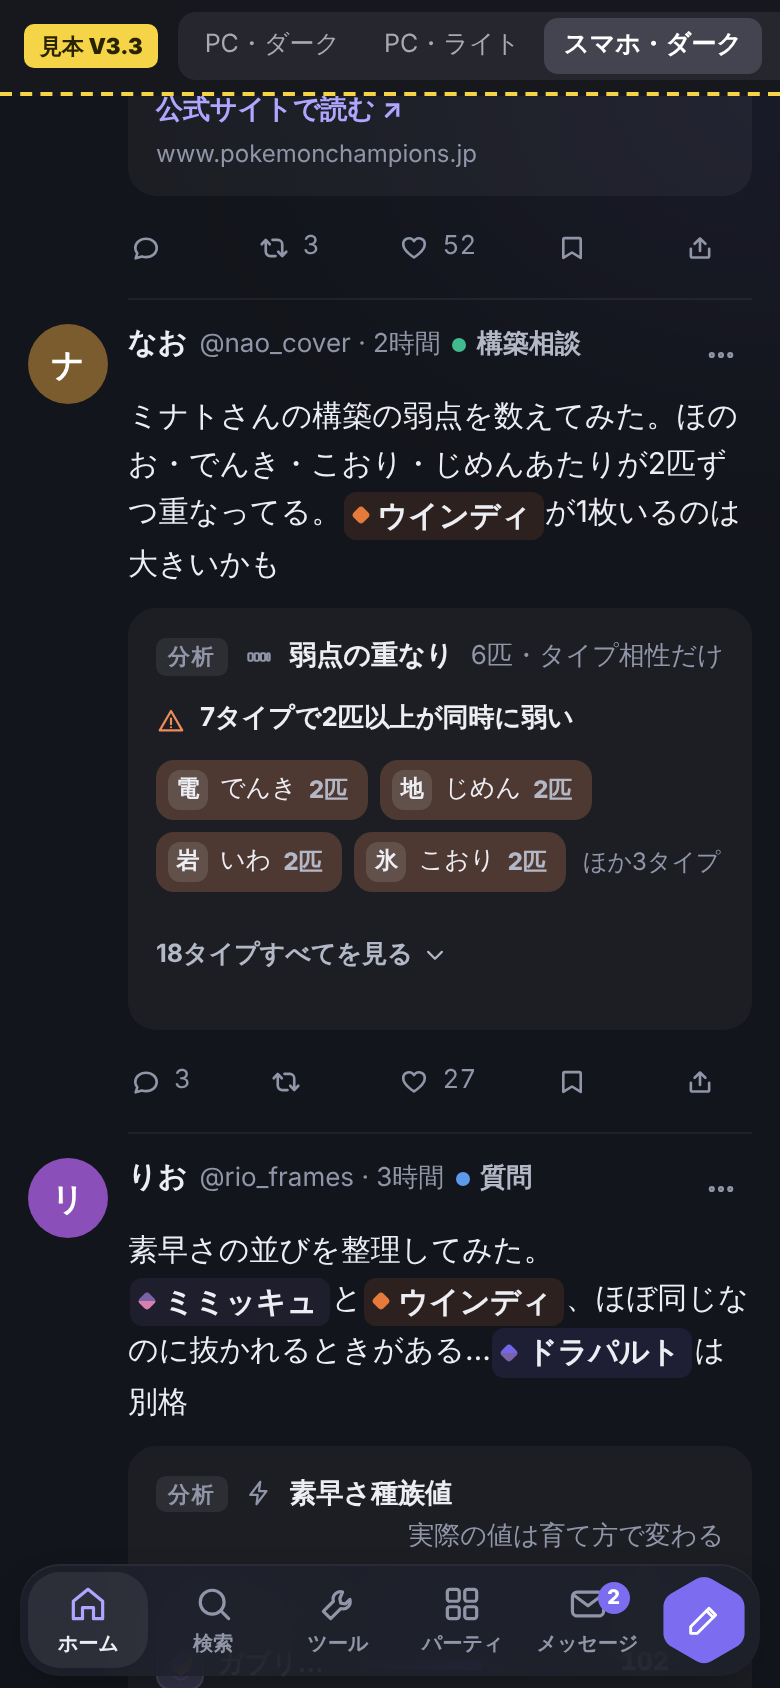 見本 V3.3
PC・ダーク
PC・ライト
スマホ・ダーク
公式サイトで読む
www.pokemonchampions.jp
3
52
ナ
なお @nao_cover · 2時間 構築相談
ミナトさんの構築の弱点を数えてみた。ほの
お・でんき・こおり・じめんあたりが2匹ず
つ重なってる。ウインディが1枚いるのは
大きいかも
分析 弱点の重なり 6匹・タイプ相性だけ
7タイプで2匹以上が同時に弱い
電 でんき 2匹 地 じめん 2匹
岩 いわ 2匹 氷 こおり 2匹 ほか3タイプ
18タイプすべてを見る
3
27
リ
りお @rio_frames · 3時間 質問
素早さの並びを整理してみた。
ミミッキュとウインディ、ほぼ同じな
のに抜かれるときがある…ドラパルトは
別格
分析 素早さ種族値
実際の値は育て方で変わる
ガブリ… 102
ホーム
検索
ツール
パーティ
メッセージ
2